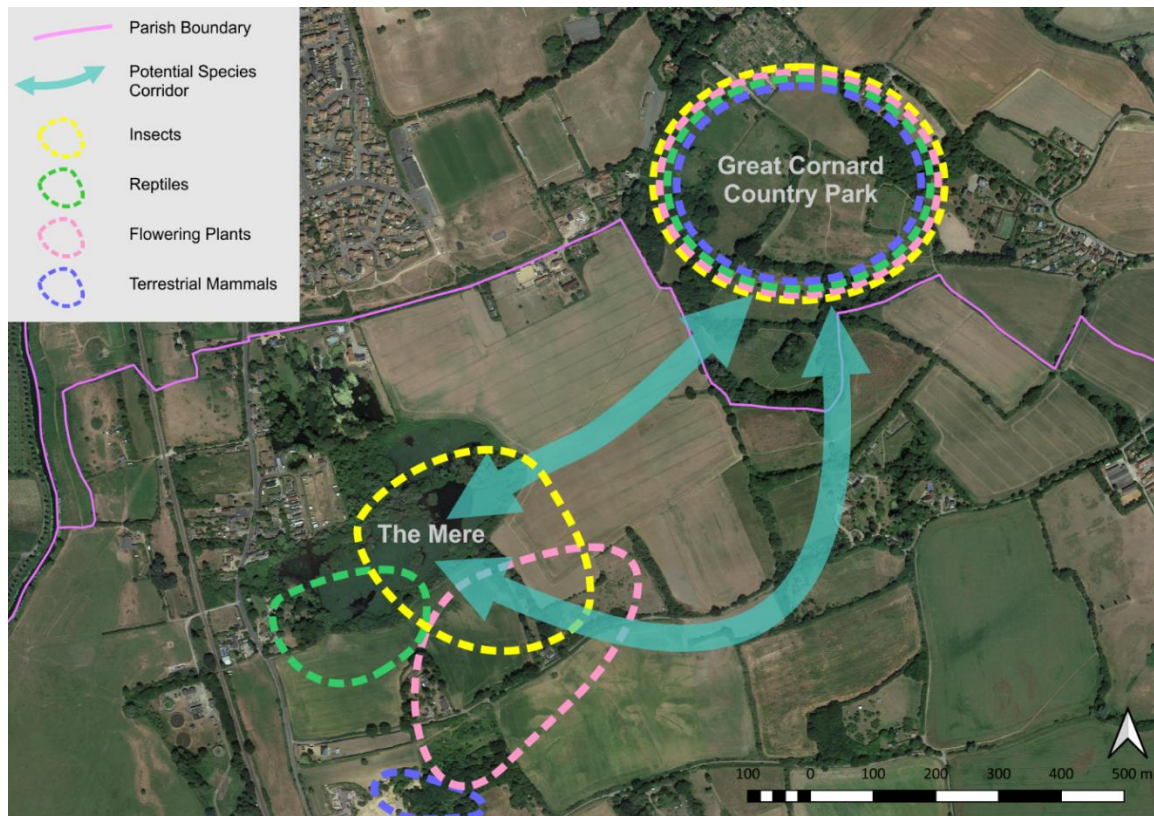 Parish Boundary
Potential Species
Corridor
Insects
Reptiles
Flowering Plants
Terrestrial Mammals
Great Cornard
Country Park
The Mere
100 0 100 200 300 400 500 m